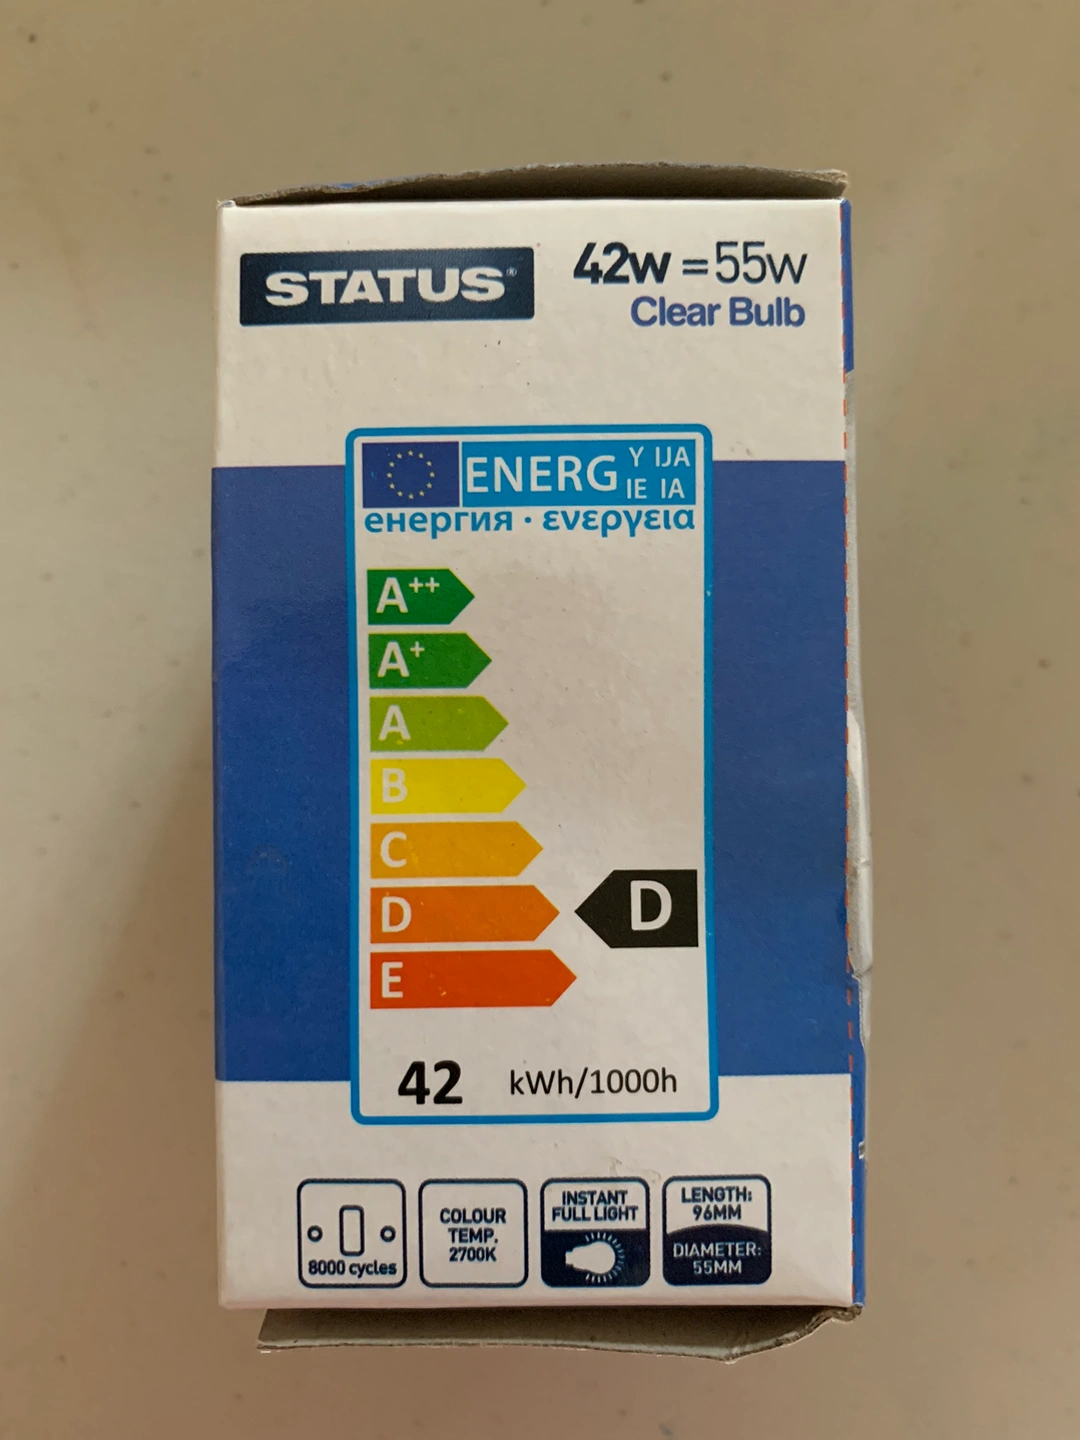 STATUS®
42w = 55w
Clear Bulb
ENERG Y IJA
IE IA
енергия · ενεργεια
A++
A+
A
B
C
D
D
E
42 kWh/1000h
8000 cycles
COLOUR
TEMP.
2700K
INSTANT
FULL LIGHT
LENGTH:
96MM
DIAMETER:
55MM